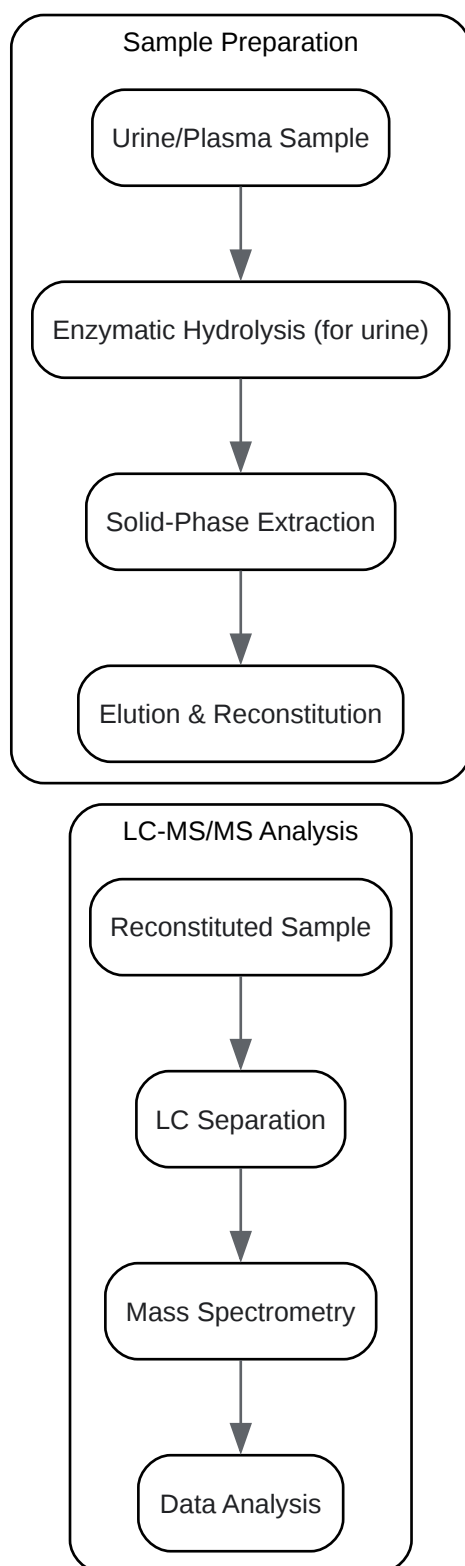 Sample Preparation
Urine/Plasma Sample
Enzymatic Hydrolysis (for urine)
Solid-Phase Extraction
Elution & Reconstitution
LC-MS/MS Analysis
Reconstituted Sample
LC Separation
Mass Spectrometry
Data Analysis